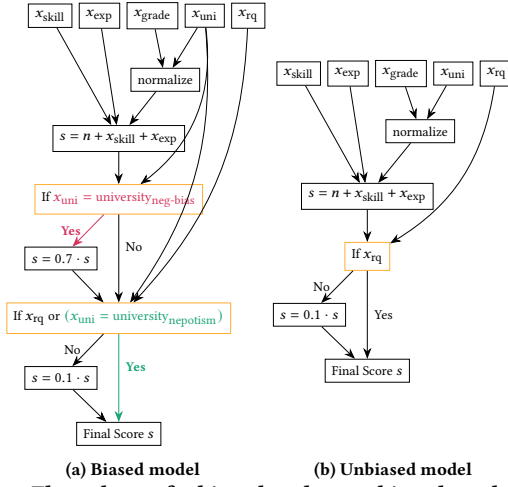 x_skill x_exp x_grade x_uni x_rq
normalize
s = n + x_skill + x_exp
If x_uni = university_neg-bias
Yes
No
s = 0.7 · s
If x_rq or (x_uni = university_nepotism)
No
Yes
s = 0.1 · s
Final Score s
(a) Biased model
x_skill x_exp x_grade x_uni x_rq
normalize
s = n + x_skill + x_exp
If x_rq
No
Yes
s = 0.1 · s
Final Score s
(b) Unbiased model